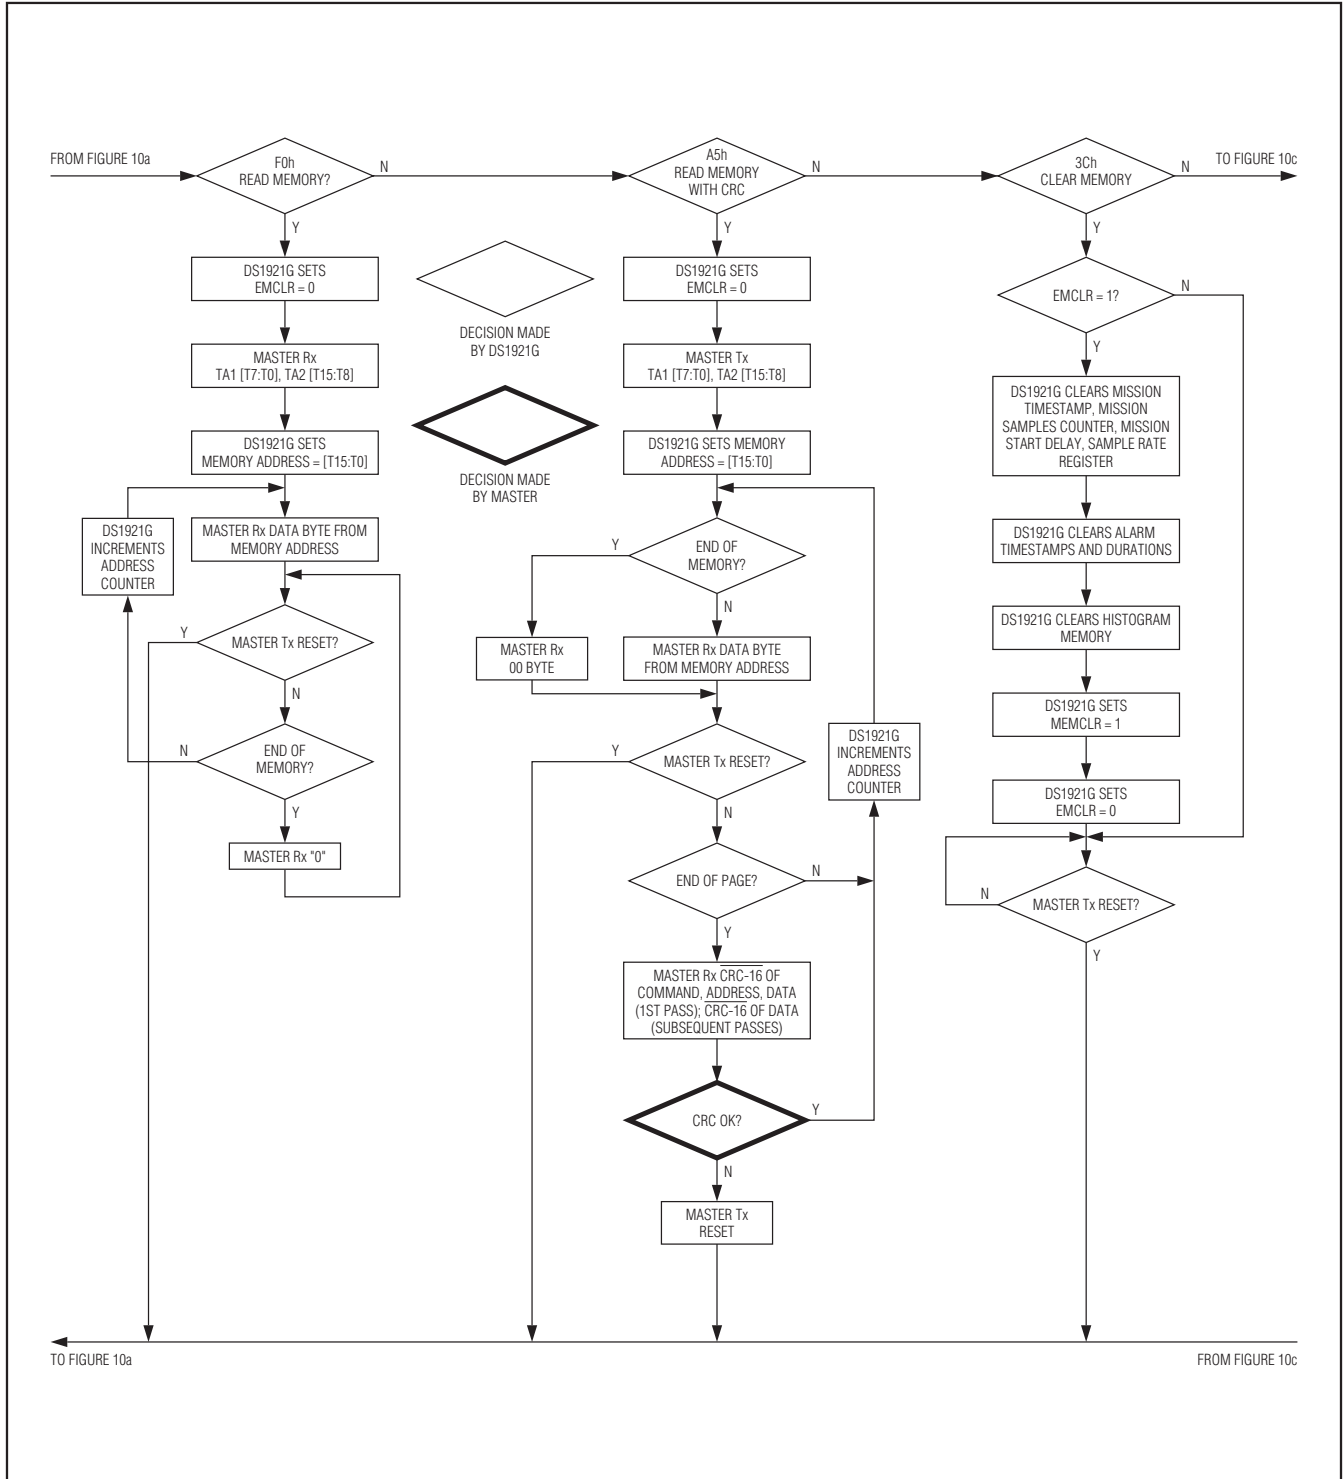 FROM FIGURE 10a
F0h
READ MEMORY?
N
Y
DS1921G SETS
EMCLR = 0
MASTER Rx
TA1 [T7:T0], TA2 [T15:T8]
DS1921G SETS
MEMORY ADDRESS = [T15:T0]
DS1921G
INCREMENTS
ADDRESS
COUNTER
MASTER Rx DATA BYTE FROM
MEMORY ADDRESS
Y
MASTER Tx RESET?
N
N
END OF
MEMORY?
Y
MASTER Rx "0"
DECISION MADE
BY DS1921G
DECISION MADE
BY MASTER
A5h
READ MEMORY
WITH CRC
N
Y
DS1921G SETS
EMCLR = 0
MASTER Tx
TA1 [T7:T0], TA2 [T15:T8]
DS1921G SETS MEMORY
ADDRESS = [T15:T0]
Y
END OF
MEMORY?
N
MASTER Rx
00 BYTE
MASTER Rx DATA BYTE
FROM MEMORY ADDRESS
Y
MASTER Tx RESET?
N
DS1921G
INCREMENTS
ADDRESS
COUNTER
END OF PAGE?
N
Y
MASTER Rx CRC-16 OF
COMMAND, ADDRESS, DATA
(1ST PASS); CRC-16 OF DATA
(SUBSEQUENT PASSES)
CRC OK?
Y
N
MASTER Tx
RESET
3Ch
CLEAR MEMORY
N
TO FIGURE 10c
Y
EMCLR = 1?
N
Y
DS1921G CLEARS MISSION
TIMESTAMP, MISSION
SAMPLES COUNTER, MISSION
START DELAY, SAMPLE RATE
REGISTER
DS1921G CLEARS ALARM
TIMESTAMPS AND DURATIONS
DS1921G CLEARS HISTOGRAM
MEMORY
DS1921G SETS
MEMCLR = 1
DS1921G SETS
EMCLR = 0
N
MASTER Tx RESET?
Y
TO FIGURE 10a
FROM FIGURE 10c